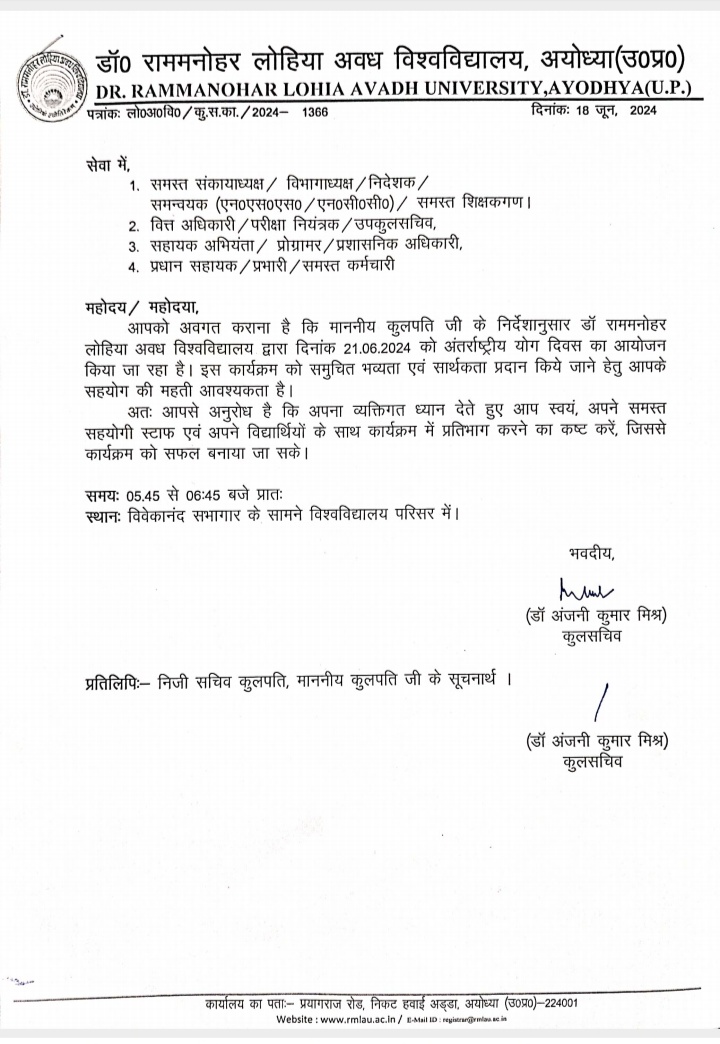 डॉ0 राममनोहर लोहिया अवध विश्वविद्यालय, अयोध्या(उ0प्र0)
DR. RAMMANOHAR LOHIA AVADH UNIVERSITY,AYODHYA(U.P.)
पत्रांकः लो0अ0वि0/कु.स.का./2024– 1366 दिनांकः 18 जून, 2024
सेवा में,
1. समस्त संकायाध्यक्ष/ विभागाध्यक्ष/निदेशक/
समन्वयक (एन0एस0एस0/एन0सी0सी0)/ समस्त शिक्षकगण।
2. वित्त अधिकारी/परीक्षा नियंत्रक/उपकुलसचिव,
3. सहायक अभियंता/ प्रोग्रामर/प्रशासनिक अधिकारी,
4. प्रधान सहायक/प्रभारी/समस्त कर्मचारी
महोदय/ महोदया,
आपको अवगत कराना है कि माननीय कुलपति जी के निर्देशानुसार डॉ राममनोहर
लोहिया अवध विश्वविद्यालय द्वारा दिनांक 21.06.2024 को अंतर्राष्ट्रीय योग दिवस का आयोजन
किया जा रहा है। इस कार्यक्रम को समुचित भव्यता एवं सार्थकता प्रदान किये जाने हेतु आपके
सहयोग की महती आवश्यकता है।
अतः आपसे अनुरोध है कि अपना व्यक्तिगत ध्यान देते हुए आप स्वयं, अपने समस्त
सहयोगी स्टाफ एवं अपने विद्यार्थियों के साथ कार्यक्रम में प्रतिभाग करने का कष्ट करें, जिससे
कार्यक्रम को सफल बनाया जा सके।
समयः 05.45 से 06:45 बजे प्रातः
स्थानः विवेकानंद सभागार के सामने विश्वविद्यालय परिसर में।
भवदीय,
(डॉ अंजनी कुमार मिश्र)
कुलसचिव
प्रतिलिपिः– निजी सचिव कुलपति, माननीय कुलपति जी के सूचनार्थ ।
(डॉ अंजनी कुमार मिश्र)
कुलसचिव
कार्यालय का पताः– प्रयागराज रोड, निकट हवाई अड्डा, अयोध्या (उ0प्र0)–224001
Website : www.rmlau.ac.in / E-Mail ID : registrar@rmlau.ac.in